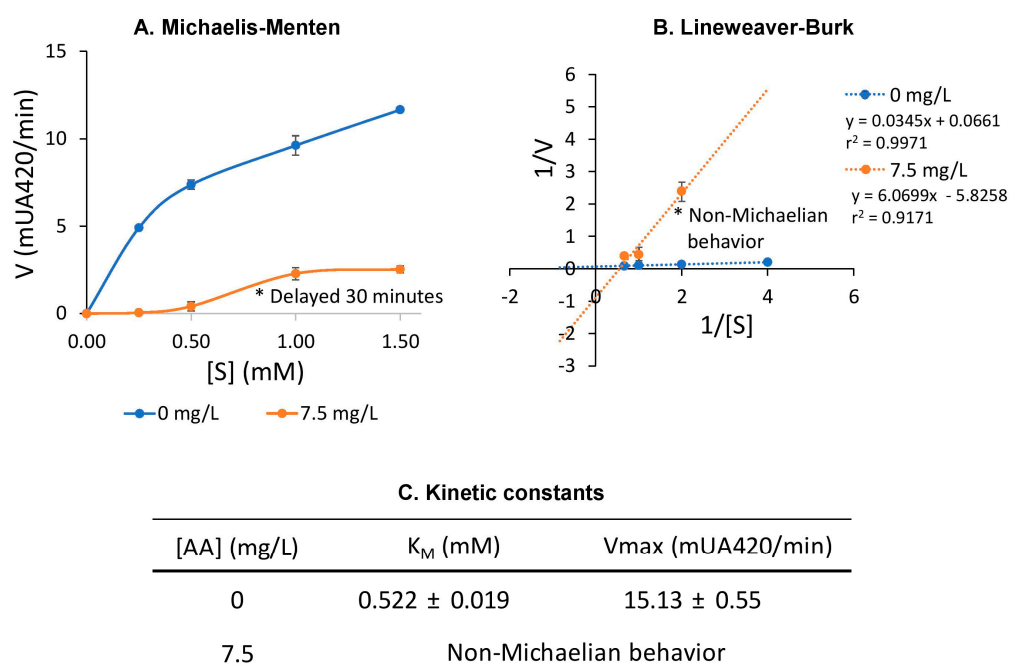 A. Michaelis-Menten
15
10
5
0
0.00 0.50 1.00 1.50
V (mUA420/min)
* Delayed 30 minutes
[S] (mM)
0 mg/L 7.5 mg/L
B. Lineweaver-Burk
6
5
4
3
2
1
0
-1
-2
-3
-2 0 2 4 6
1/V
1/[S]
* Non-Michaelian
behavior
0 mg/L
y = 0.0345x + 0.0661
r² = 0.9971
7.5 mg/L
y = 6.0699x - 5.8258
r² = 0.9171
C. Kinetic constants
[AA] (mg/L) K_M (mM) Vmax (mUA420/min)
0 0.522 ± 0.019 15.13 ± 0.55
7.5 Non-Michaelian behavior